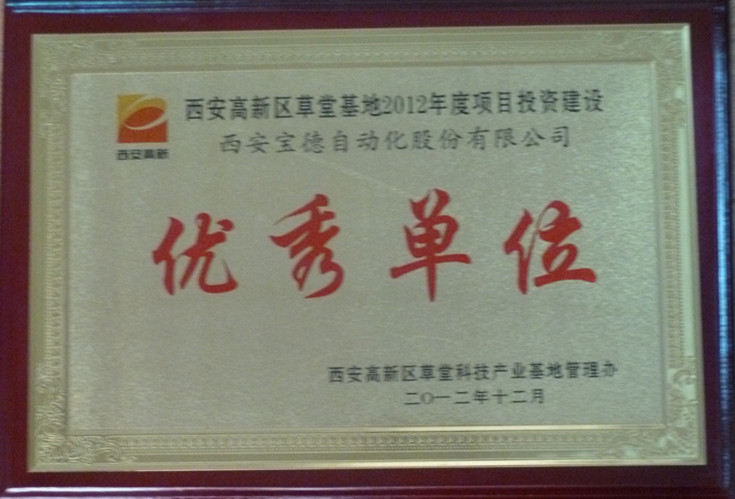 西安高新区草堂基地2012年度项目投资建设
西安高新
西安宝德自动化股份有限公司
优秀单位
西安高新区草堂科技产业基地管理办
二〇一二年十二月